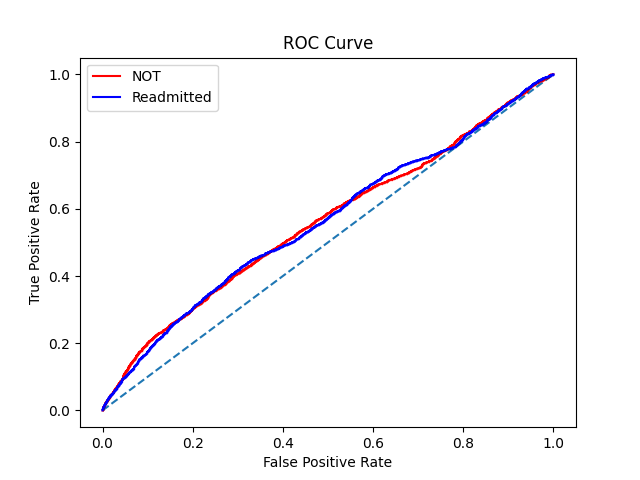 ROC Curve
NOT
Readmitted
1.0
0.8
0.6
0.4
0.2
0.0
True Positive Rate
0.0 0.2 0.4 0.6 0.8 1.0
False Positive Rate